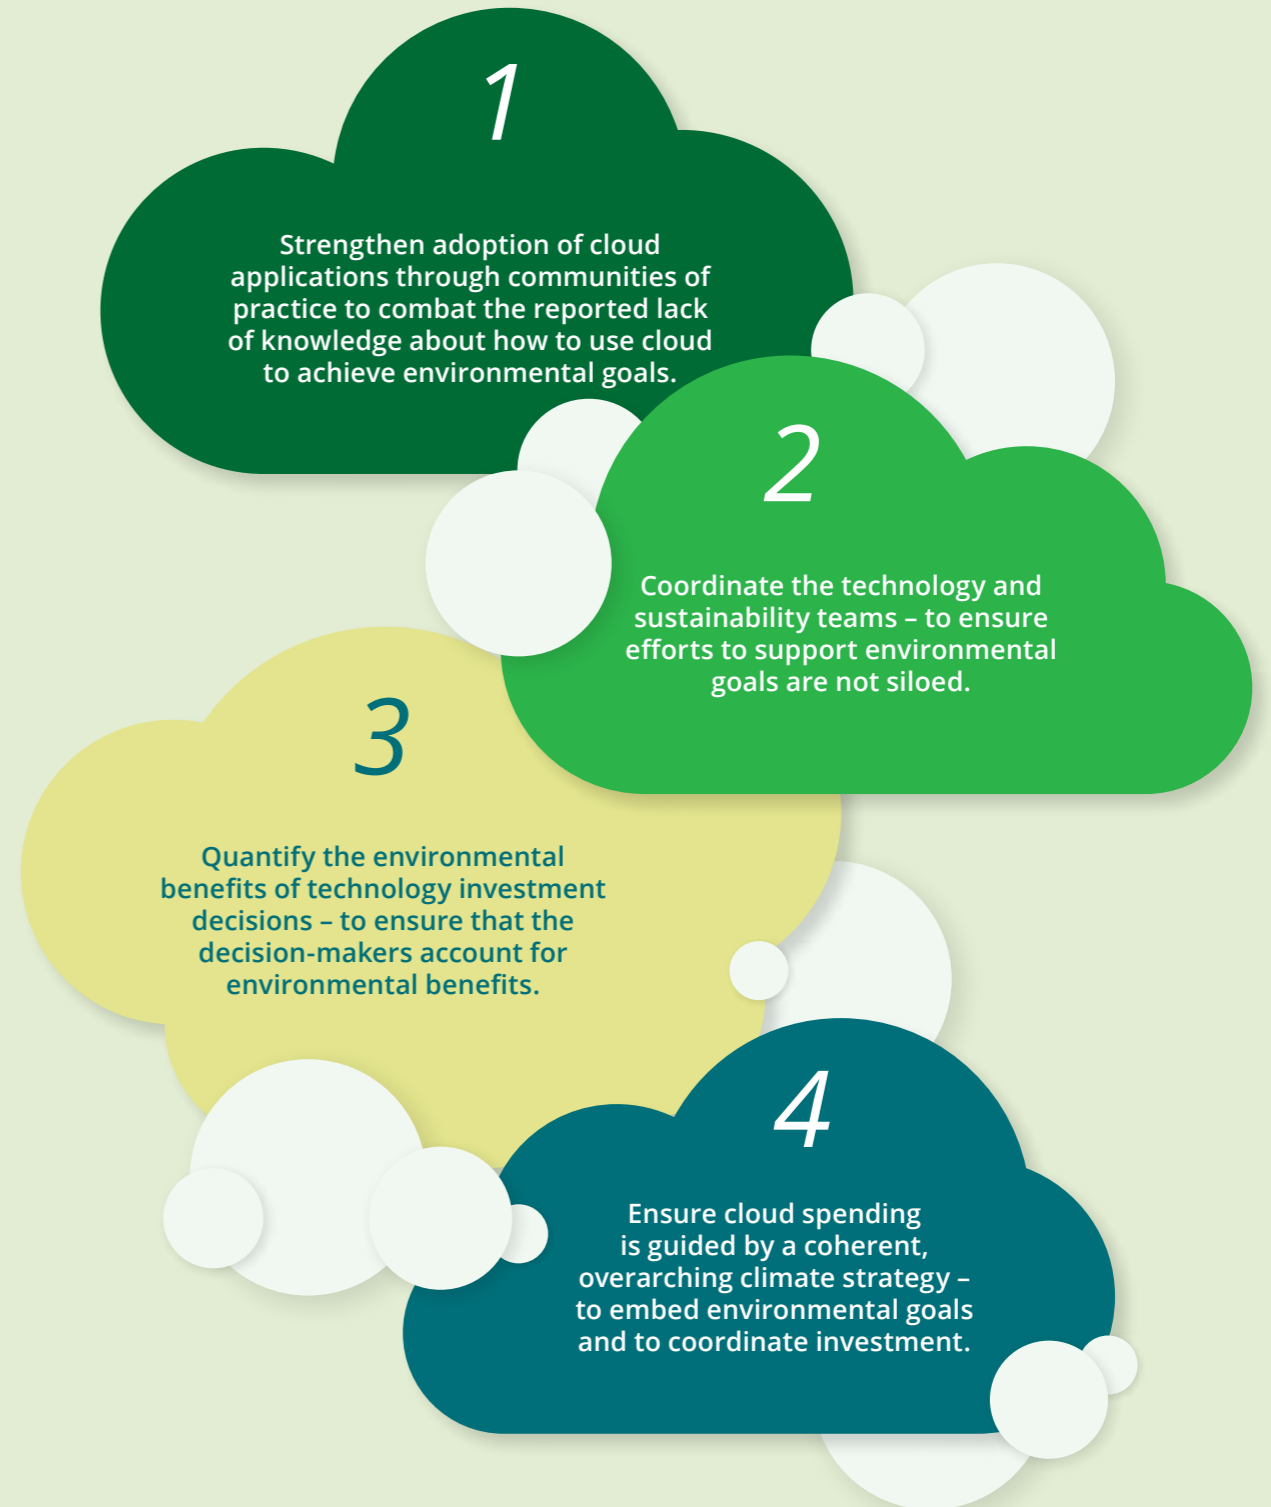 1
Strengthen adoption of cloud
applications through communities of
practice to combat the reported lack
of knowledge about how to use cloud
to achieve environmental goals.
2
Coordinate the technology and
sustainability teams – to ensure
efforts to support environmental
goals are not siloed.
3
Quantify the environmental
benefits of technology investment
decisions – to ensure that the
decision-makers account for
environmental benefits.
4
Ensure cloud spending
is guided by a coherent,
overarching climate strategy –
to embed environmental goals
and to coordinate investment.